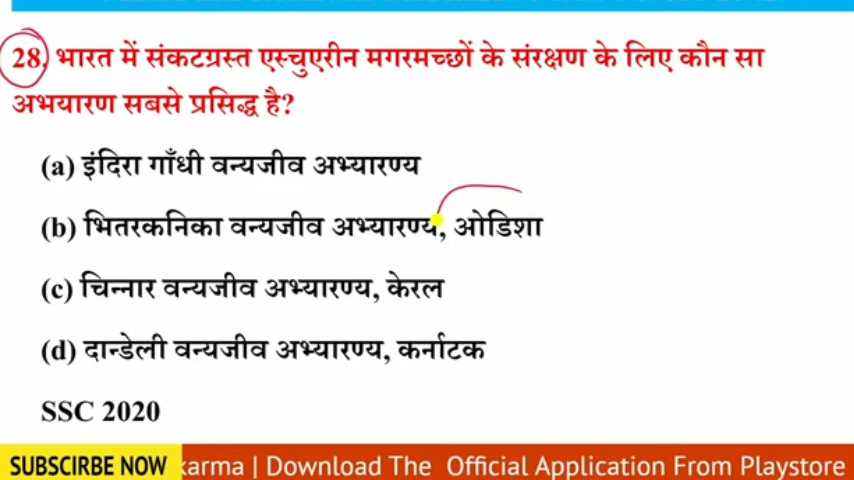 28. भारत में संकटग्रस्त एस्चुएरीन मगरमच्छों के संरक्षण के लिए कौन सा
अभयारण सबसे प्रसिद्ध है?
(a) इंदिरा गाँधी वन्यजीव अभ्यारण्य
(b) भितरकनिका वन्यजीव अभ्यारण्य, ओडिशा
(c) चिन्नार वन्यजीव अभ्यारण्य, केरल
(d) दान्डेली वन्यजीव अभ्यारण्य, कर्नाटक
SSC 2020
SUBSCIRBE NOW karma | Download The Official Application From Playstore